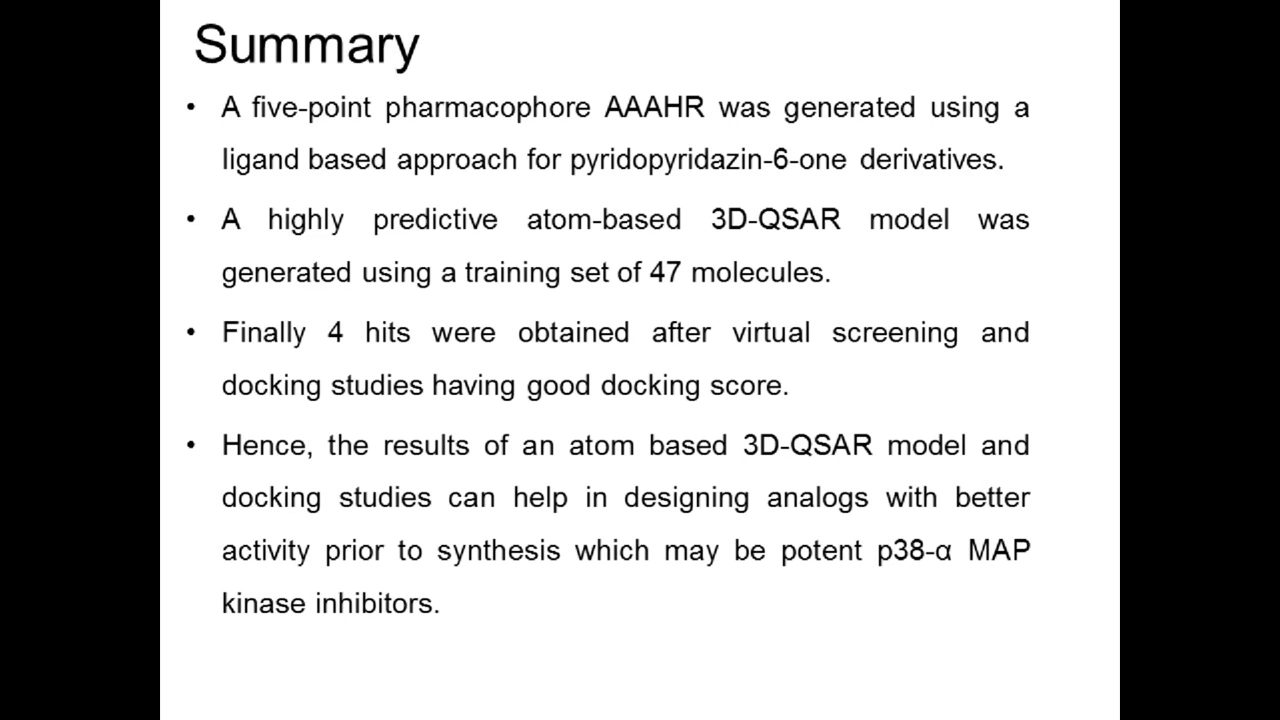 Summary
• A five-point pharmacophore AAAHR was generated using a
ligand based approach for pyridopyridazin-6-one derivatives.
• A highly predictive atom-based 3D-QSAR model was
generated using a training set of 47 molecules.
• Finally 4 hits were obtained after virtual screening and
docking studies having good docking score.
• Hence, the results of an atom based 3D-QSAR model and
docking studies can help in designing analogs with better
activity prior to synthesis which may be potent p38-α MAP
kinase inhibitors.